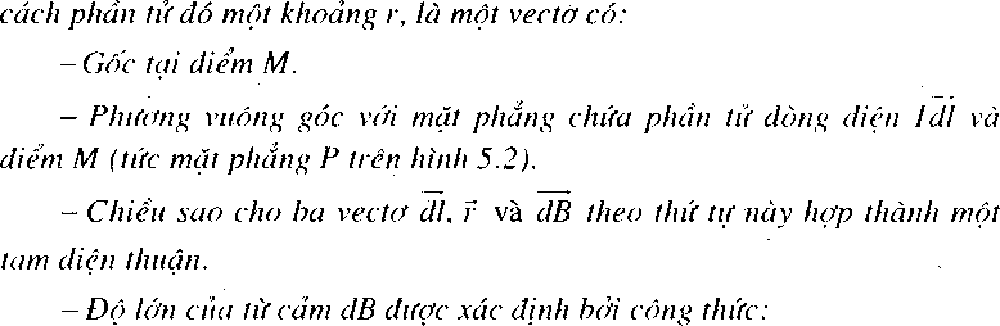 cách phần tử đó một khoảng r, là một vectơ có:
– Gốc tại điểm M.
– Phương vuông góc với mặt phẳng chứa phần tử dòng điện I\vec{dl} và
điểm M (tức mặt phẳng P trên hình 5.2).
– Chiều sao cho ba vectơ \vec{dl}, \vec{r} và \vec{dB} theo thứ tự này hợp thành một
tam diện thuận.
– Độ lớn của từ cảm dB được xác định bởi công thức: